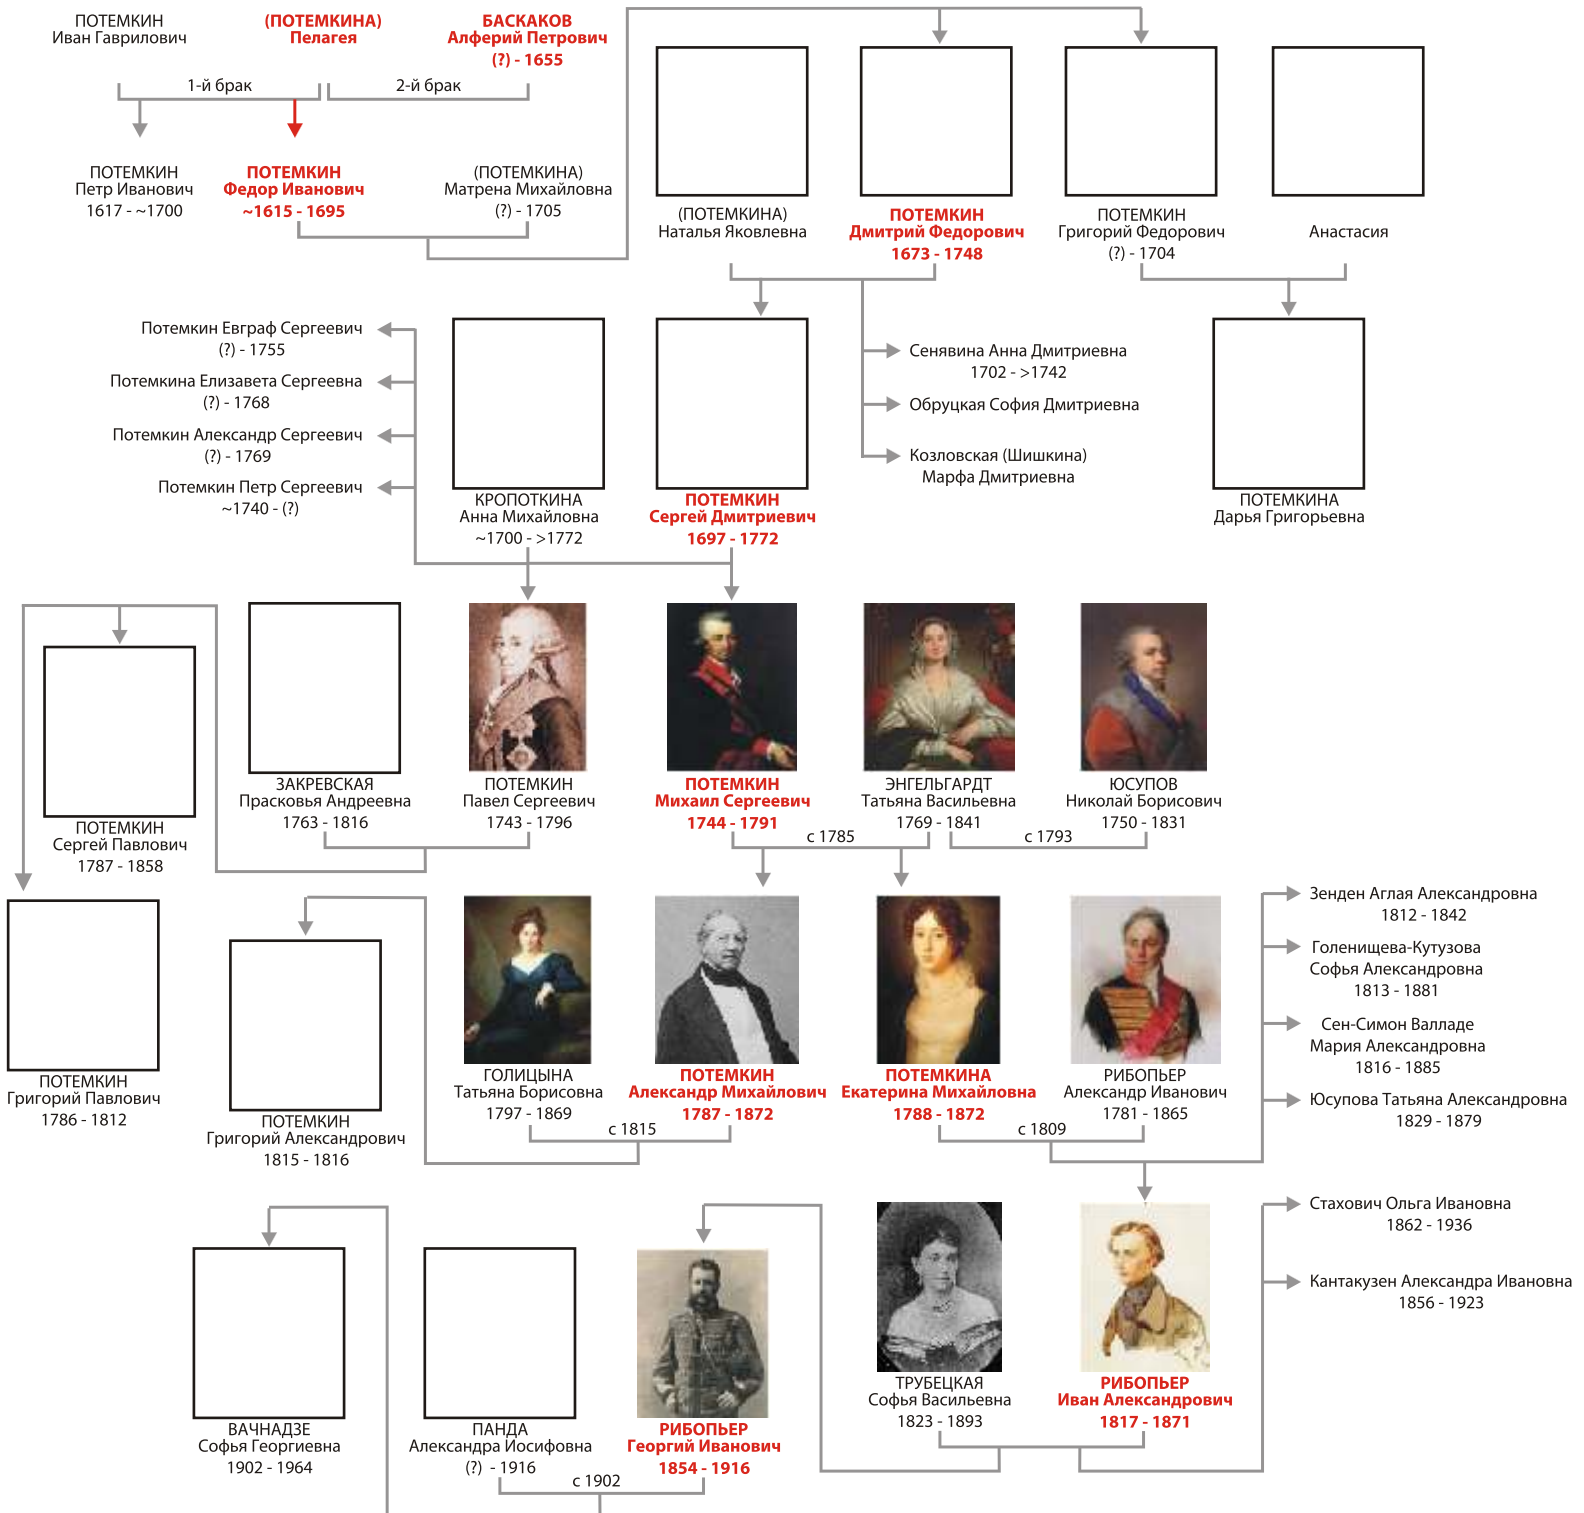 ПОТЕМКИН
Иван Гаврилович
(ПОТЕМКИНА)
Пелагея
БАСКАКОВ
Алферий Петрович
(?) - 1655
1-й брак
2-й брак
ПОТЕМКИН
Петр Иванович
1617 - ~1700
ПОТЕМКИН
Федор Иванович
~1615 - 1695
(ПОТЕМКИНА)
Матрена Михайловна
(?) - 1705
(ПОТЕМКИНА)
Наталья Яковлевна
ПОТЕМКИН
Дмитрий Федорович
1673 - 1748
ПОТЕМКИН
Григорий Федорович
(?) - 1704
Анастасия
Потемкин Евграф Сергеевич
(?) - 1755
Потемкина Елизавета Сергеевна
(?) - 1768
Потемкин Александр Сергеевич
(?) - 1769
Потемкин Петр Сергеевич
~1740 - (?)
КРОПОТКИНА
Анна Михайловна
~1700 - >1772
ПОТЕМКИН
Сергей Дмитриевич
1697 - 1772
Сенявина Анна Дмитриевна
1702 - >1742
Обруцкая София Дмитриевна
Козловская (Шишкина)
Марфа Дмитриевна
ПОТЕМКИНА
Дарья Григорьевна
ПОТЕМКИН
Сергей Павлович
1787 - 1858
ЗАКРЕВСКАЯ
Прасковья Андреевна
1763 - 1816
ПОТЕМКИН
Павел Сергеевич
1743 - 1796
ПОТЕМКИН
Михаил Сергеевич
1744 - 1791
ЭНГЕЛЬГАРДТ
Татьяна Васильевна
1769 - 1841
ЮСУПОВ
Николай Борисович
1750 - 1831
с 1785
с 1793
ПОТЕМКИН
Григорий Павлович
1786 - 1812
ПОТЕМКИН
Григорий Александрович
1815 - 1816
ГОЛИЦЫНА
Татьяна Борисовна
1797 - 1869
ПОТЕМКИН
Александр Михайлович
1787 - 1872
ПОТЕМКИНА
Екатерина Михайловна
1788 - 1872
РИБОПЬЕР
Александр Иванович
1781 - 1865
с 1815
с 1809
Зенден Аглая Александровна
1812 - 1842
Голенищева-Кутузова
Софья Александровна
1813 - 1881
Сен-Симон Валладе
Мария Александровна
1816 - 1885
Юсупова Татьяна Александровна
1829 - 1879
ВАЧНАДЗЕ
Софья Георгиевна
1902 - 1964
ПАНДА
Александра Иосифовна
(?) - 1916
РИБОПЬЕР
Георгий Иванович
1854 - 1916
с 1902
ТРУБЕЦКАЯ
Софья Васильевна
1823 - 1893
РИБОПЬЕР
Иван Александрович
1817 - 1871
Стахович Ольга Ивановна
1862 - 1936
Кантакузен Александра Ивановна
1856 - 1923